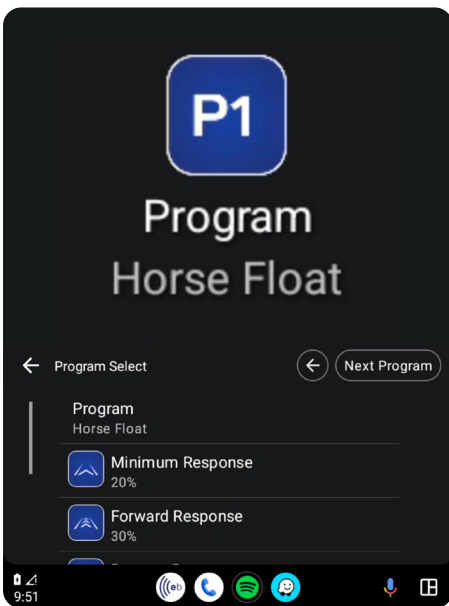 P1
Program
Horse Float
Program Select
Next Program
Program
Horse Float
Minimum Response
20%
Forward Response
30%
9:51
eb